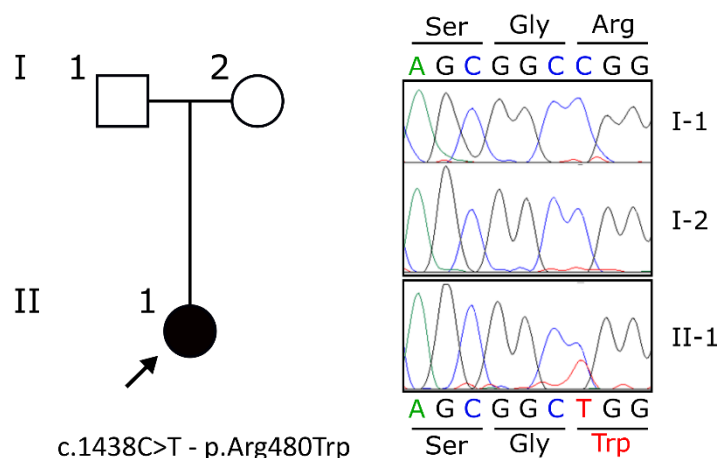 I
1
2
II
1
c.1438C>T - p.Arg480Trp
Ser Gly Arg
A G C G G C C G G
I-1
I-2
II-1
A G C G G C T G G
Ser Gly Trp